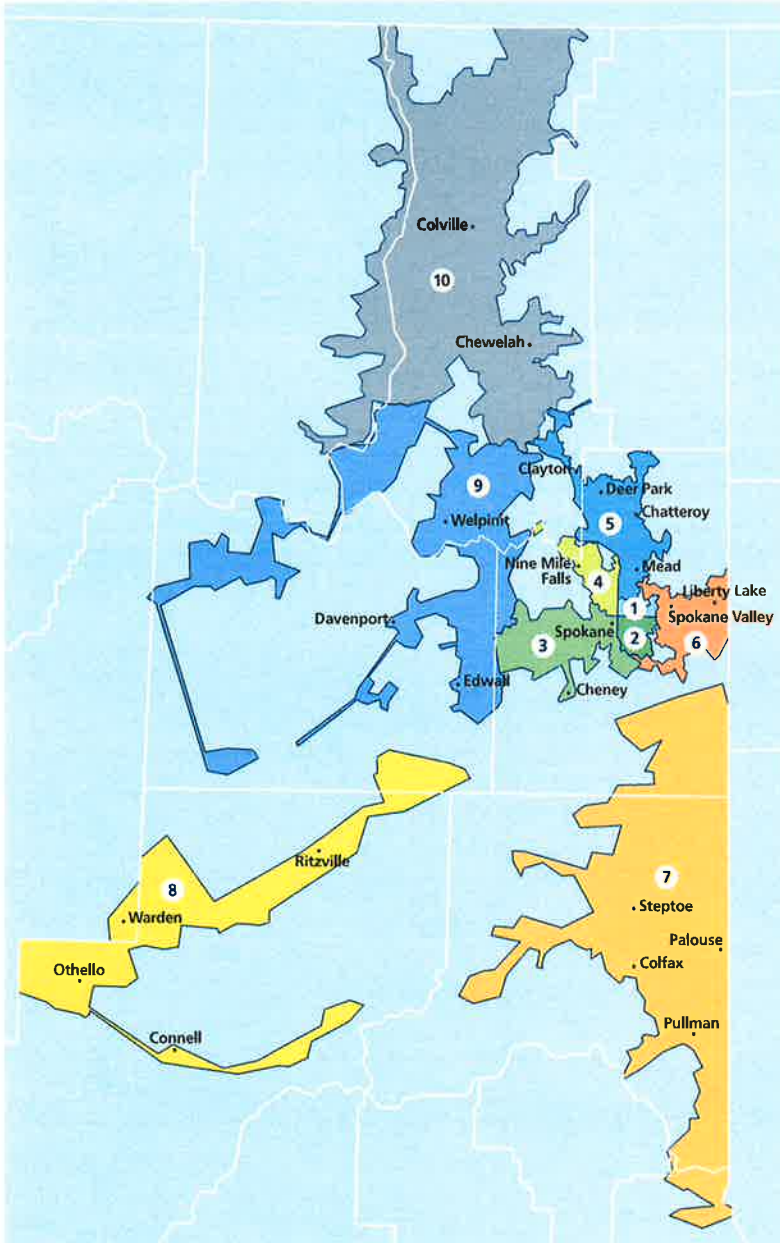 Colville
10
Chewelah
Clayton
9
Deer Park
Chatteroy
5
Welpinit
Nine Mile
Falls
Mead
4
Liberty Lake
1
Spokane Valley
Davenport
Spokane
2
3
6
Edwall
Cheney
Ritzville
7
8
Steptoe
Warden
Palouse
Colfax
Othello
Pullman
Connell